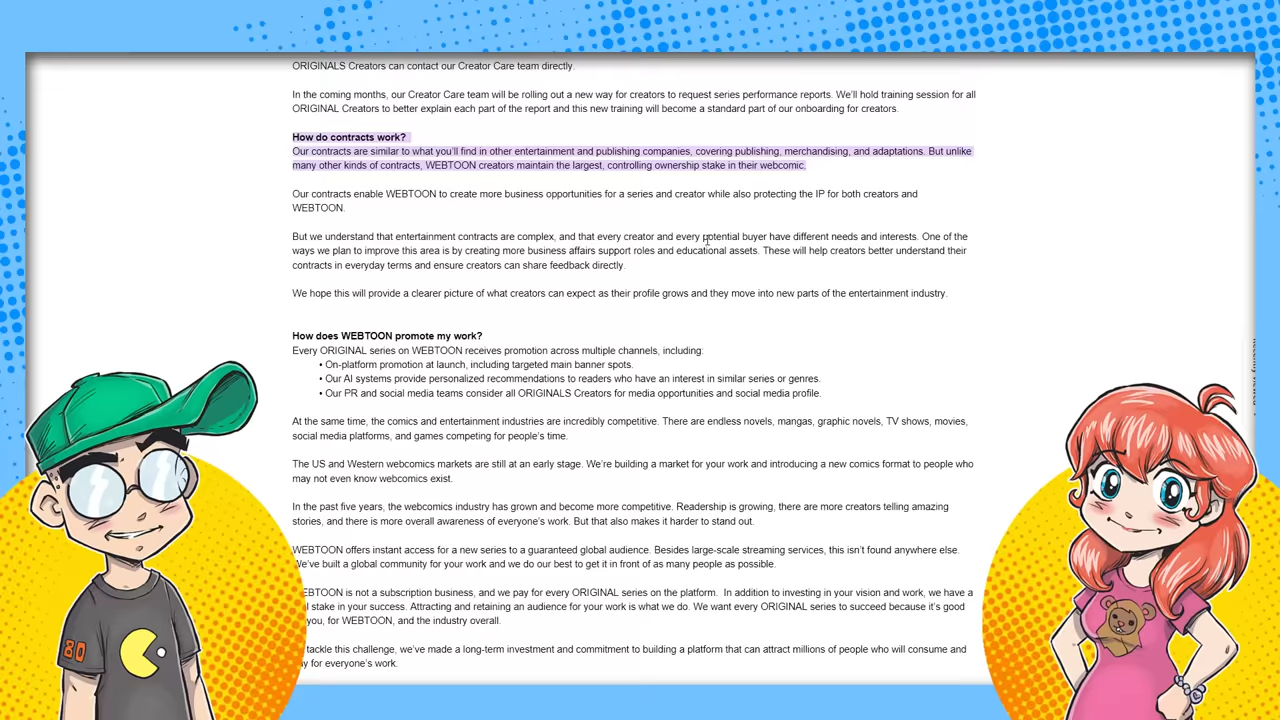 ORIGINALS Creators can contact our Creator Care team directly.
In the coming months, our Creator Care team will be rolling out a new way for creators to request series performance reports. We'll hold training session for all
ORIGINAL Creators to better explain each part of the report and this new training will become a standard part of our onboarding for creators.
How do contracts work?
Our contracts are similar to what you'll find in other entertainment and publishing companies, covering publishing, merchandising, and adaptations. But unlike
many other kinds of contracts, WEBTOON creators maintain the largest, controlling ownership stake in their webcomic.
Our contracts enable WEBTOON to create more business opportunities for a series and creator while also protecting the IP for both creators and
WEBTOON.
But we understand that entertainment contracts are complex, and that every creator and every potential buyer have different needs and interests. One of the
ways we plan to improve this area is by creating more business affairs support roles and educational assets. These will help creators better understand their
contracts in everyday terms and ensure creators can share feedback directly.
We hope this will provide a clearer picture of what creators can expect as their profile grows and they move into new parts of the entertainment industry.
How does WEBTOON promote my work?
Every ORIGINAL series on WEBTOON receives promotion across multiple channels, including:
• On-platform promotion at launch, including targeted main banner spots.
• Our AI systems provide personalized recommendations to readers who have an interest in similar series or genres.
• Our PR and social media teams consider all ORIGINALS Creators for media opportunities and social media profile.
At the same time, the comics and entertainment industries are incredibly competitive. There are endless novels, mangas, graphic novels, TV shows, movies,
social media platforms, and games competing for people's time.
The US and Western webcomics markets are still at an early stage. We're building a market for your work and introducing a new comics format to people who
may not even know webcomics exist.
In the past five years, the webcomics industry has grown and become more competitive. Readership is growing, there are more creators telling amazing
stories, and there is more overall awareness of everyone's work. But that also makes it harder to stand out.
WEBTOON offers instant access for a new series to a guaranteed global audience. Besides large-scale streaming services, this isn't found anywhere else.
We've built a global community for your work and we do our best to get it in front of as many people as possible.
EBTOON is not a subscription business, and we pay for every ORIGINAL series on the platform. In addition to investing in your vision and work, we have a
stake in your success. Attracting and retaining an audience for your work is what we do. We want every ORIGINAL series to succeed because it's good
you, for WEBTOON, and the industry overall.
tackle this challenge, we've made a long-term investment and commitment to building a platform that can attract millions of people who will consume and
for everyone's work.
80